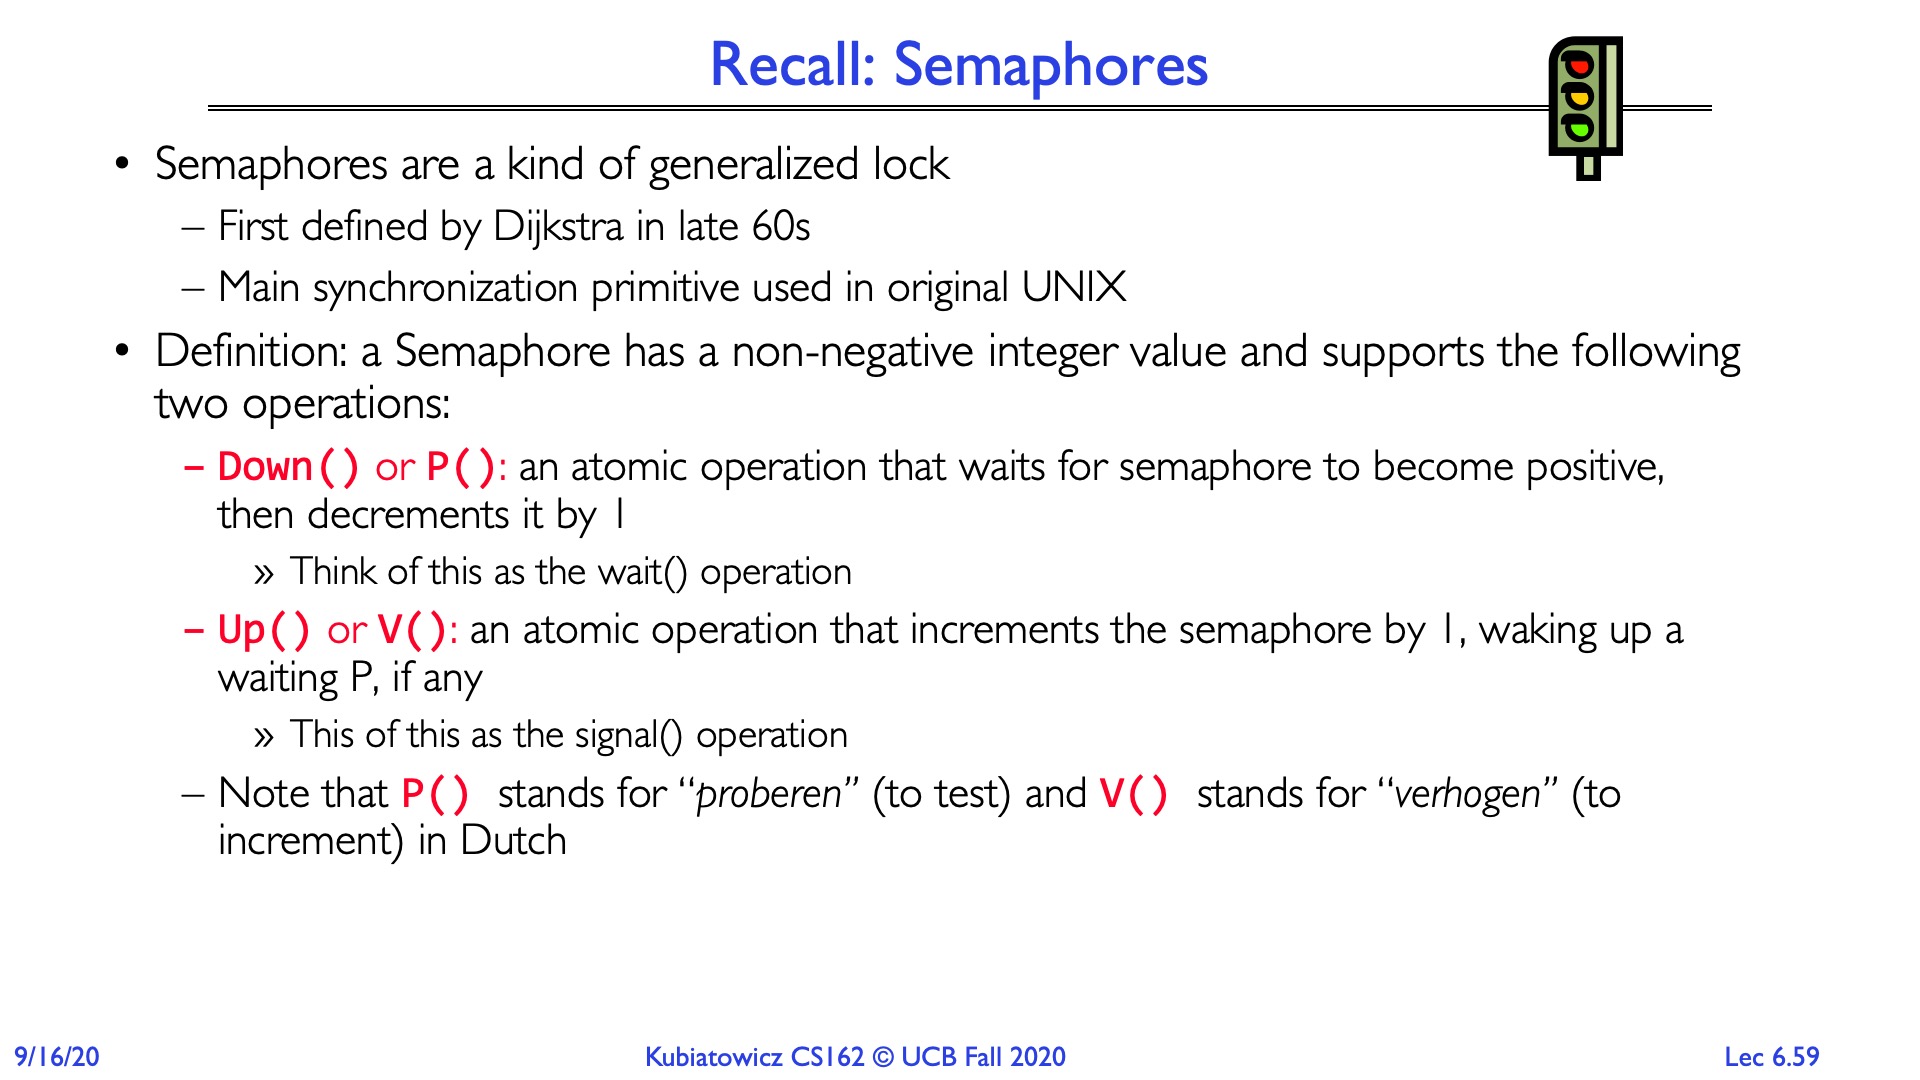 Recall: Semaphores
• Semaphores are a kind of generalized lock
– First defined by Dijkstra in late 60s
– Main synchronization primitive used in original UNIX
• Definition: a Semaphore has a non-negative integer value and supports the following
two operations:
– Down() or P(): an atomic operation that waits for semaphore to become positive,
then decrements it by 1
» Think of this as the wait() operation
– Up() or V(): an atomic operation that increments the semaphore by 1, waking up a
waiting P, if any
» This of this as the signal() operation
– Note that P() stands for “proberen” (to test) and V() stands for “verhogen” (to
increment) in Dutch
9/16/20
Kubiatowicz CS162 © UCB Fall 2020
Lec 6.59